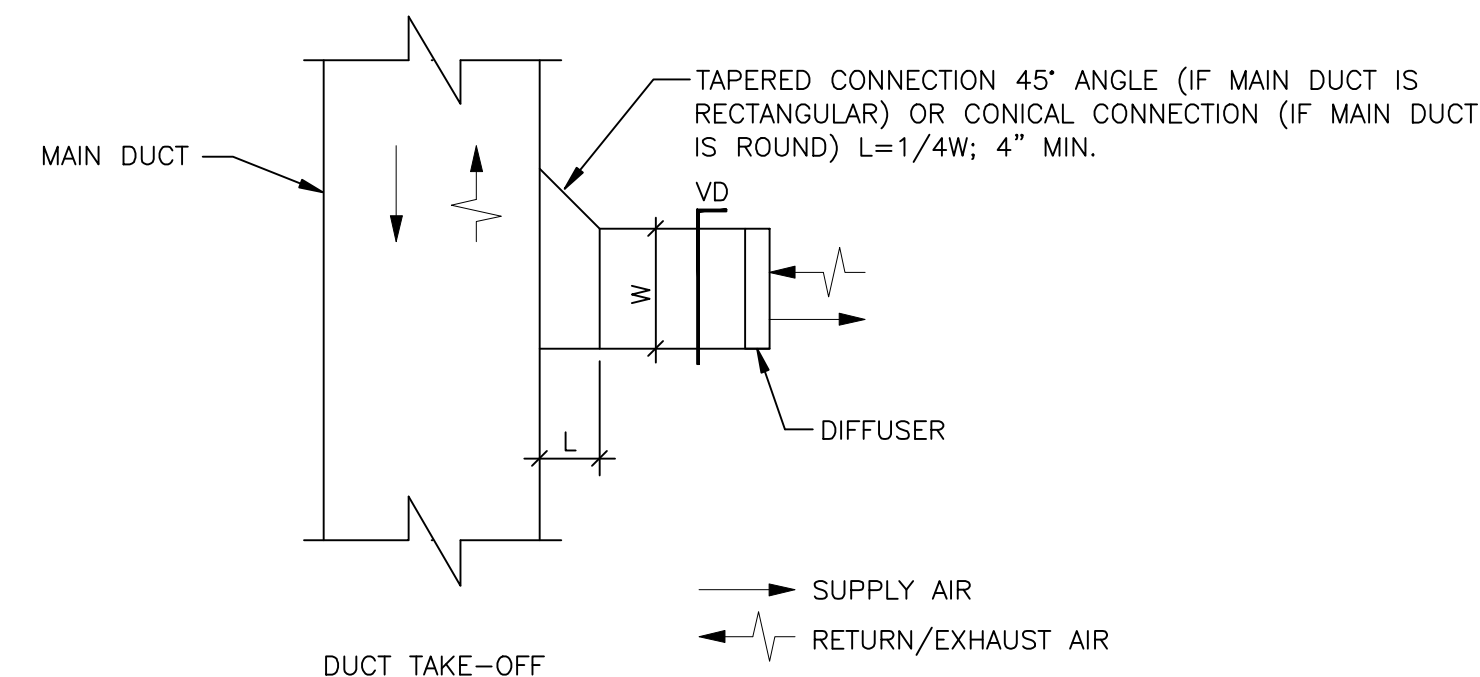 TAPERED CONNECTION 45° ANGLE (IF MAIN DUCT IS
RECTANGULAR) OR CONICAL CONNECTION (IF MAIN DUCT
IS ROUND) L=1/4W; 4" MIN.
MAIN DUCT
VD
W
L
DIFFUSER
SUPPLY AIR
RETURN/EXHAUST AIR
DUCT TAKE-OFF